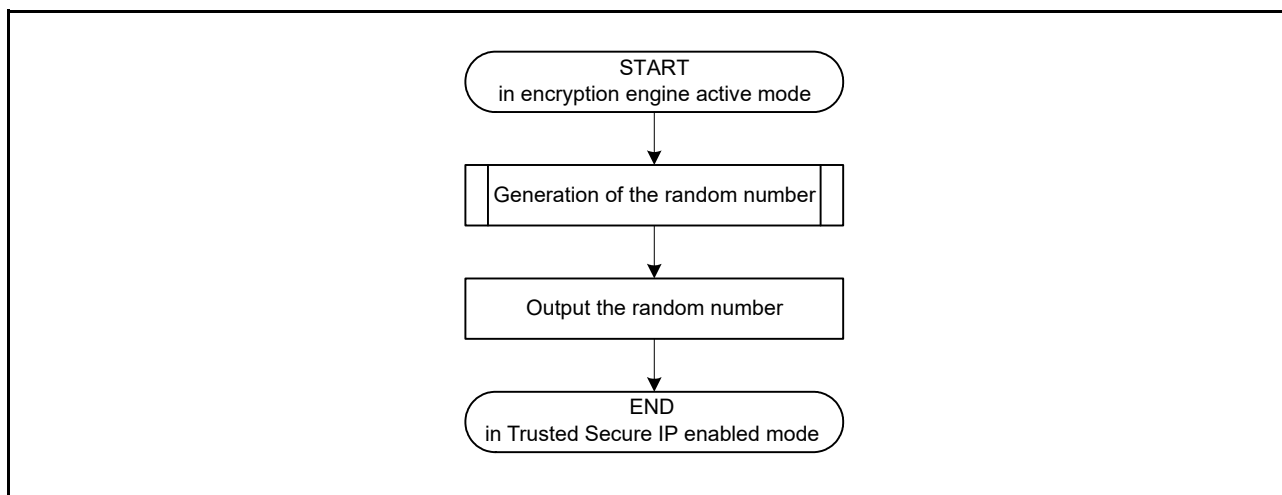 START
in encryption engine active mode
Generation of the random number
Output the random number
END
in Trusted Secure IP enabled mode